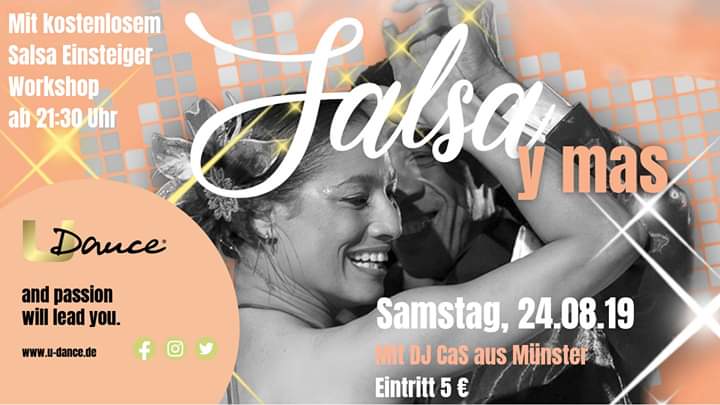 Mit kostenlosem
Salsa Einsteiger
Workshop
ab 21:30 Uhr
Salsa
y mas
U Dance
and passion
will lead you.
www.u-dance.de
Samstag, 24.08.19
Mit DJ CaS aus Münster
Eintritt 5 €